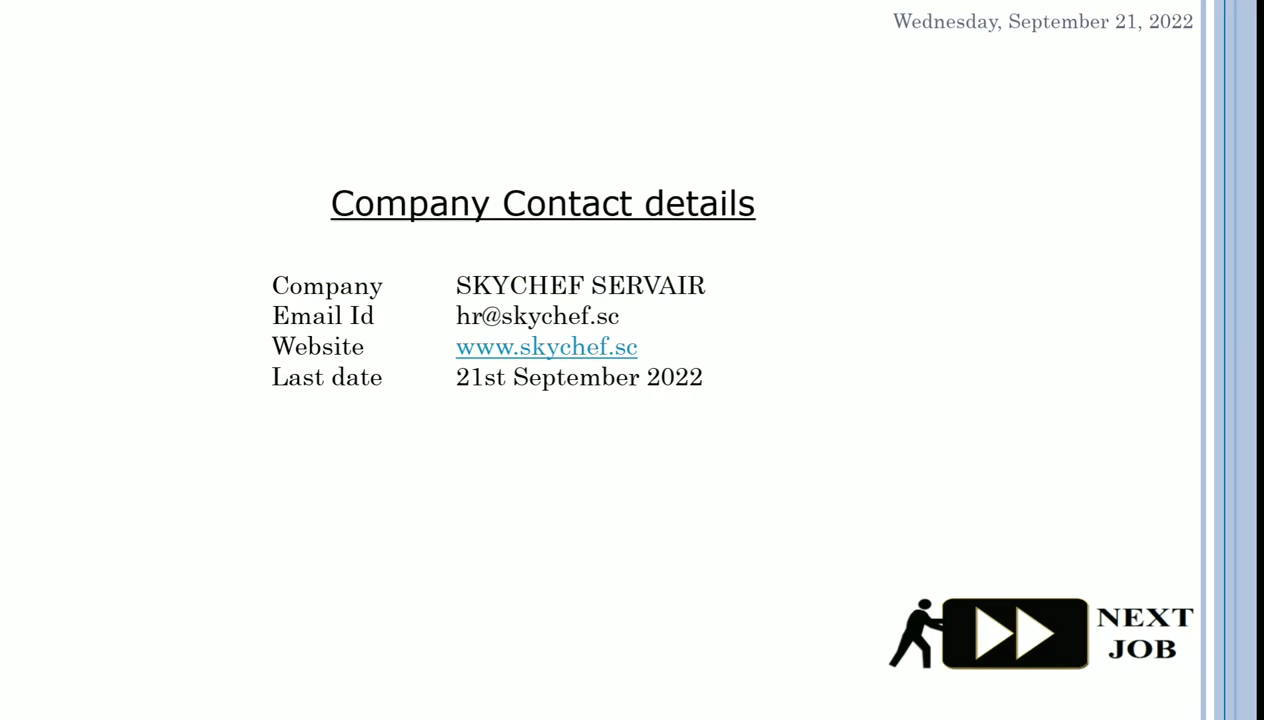 Wednesday, September 21, 2022
Company Contact details
Company SKYCHEF SERVAIR
Email Id hr@skychef.sc
Website www.skychef.sc
Last date 21st September 2022
NEXT
JOB